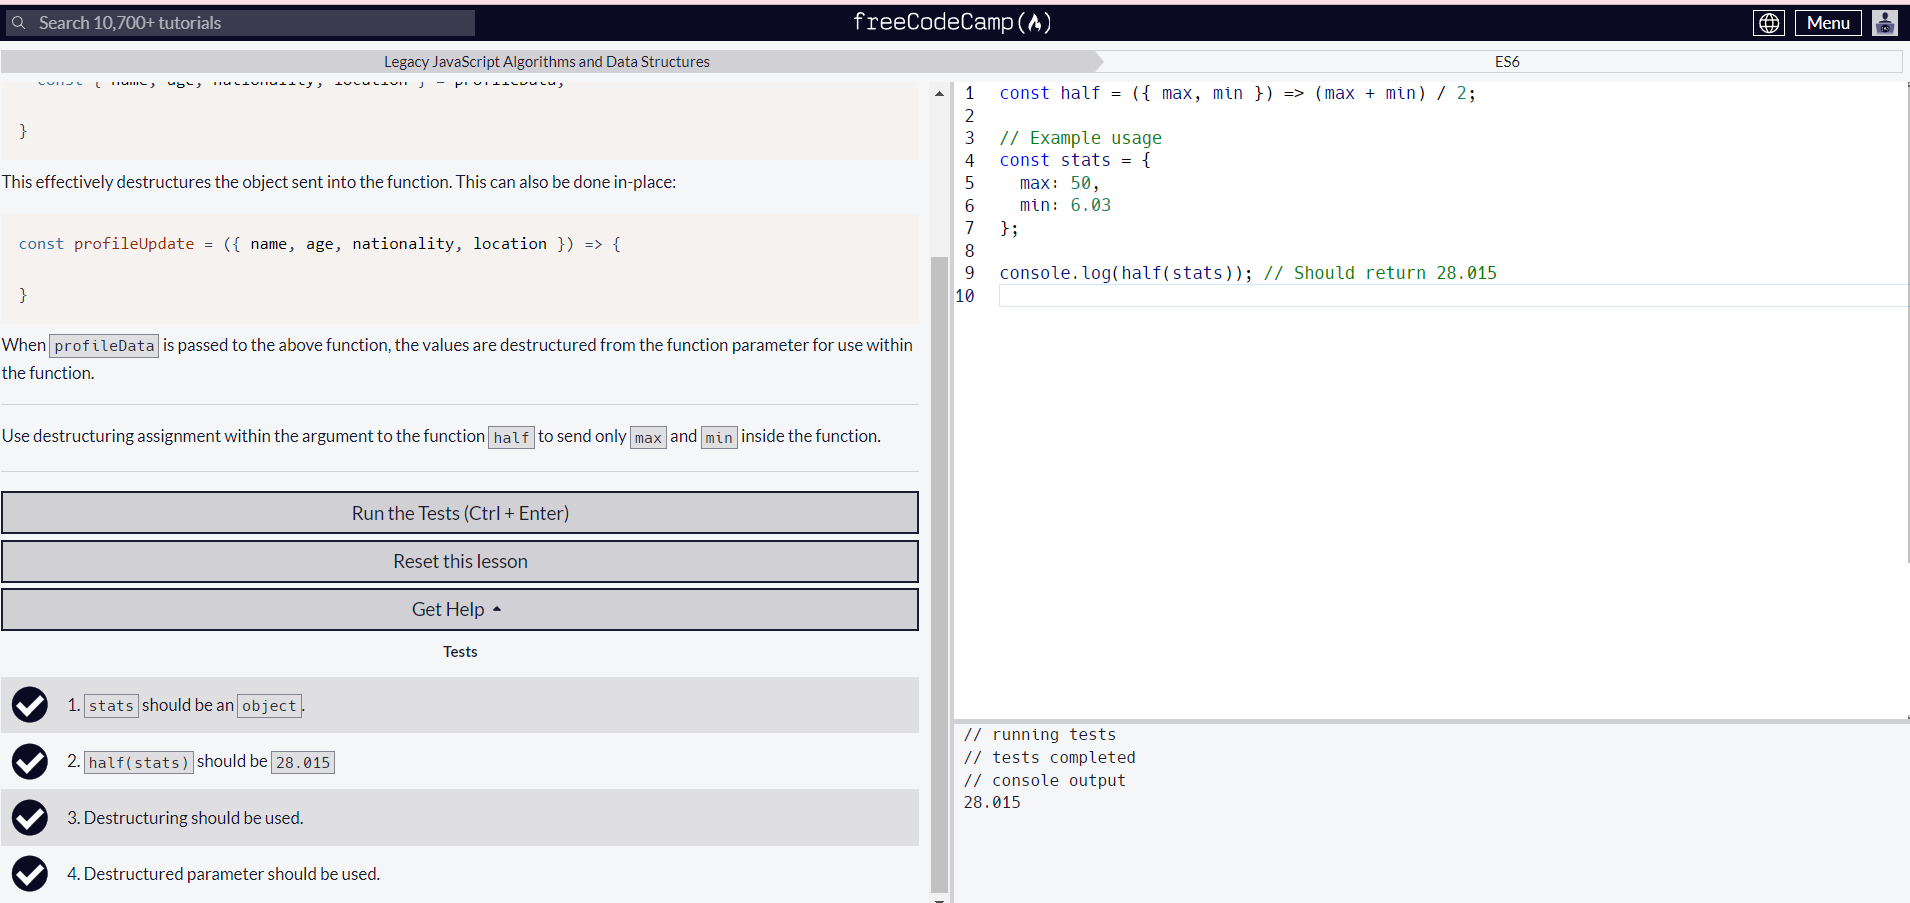 Search 10,700+ tutorials
freeCodeCamp
Menu
Legacy JavaScript Algorithms and Data Structures
ES6
const { name, age, nationality, location } = profileData;
}
This effectively destructures the object sent into the function. This can also be done in-place:
const profileUpdate = ({ name, age, nationality, location }) => {
}
When profileData is passed to the above function, the values are destructured from the function parameter for use within
the function.
Use destructuring assignment within the argument to the function half to send only max and min inside the function.
Run the Tests (Ctrl + Enter)
Reset this lesson
Get Help
Tests
1. stats should be an object.
2. half(stats) should be 28.015
3. Destructuring should be used.
4. Destructured parameter should be used.
1 const half = ({ max, min }) => (max + min) / 2;
2
3 // Example usage
4 const stats = {
5 max: 50,
6 min: 6.03
7 };
8
9 console.log(half(stats)); // Should return 28.015
10
// running tests
// tests completed
// console output
28.015